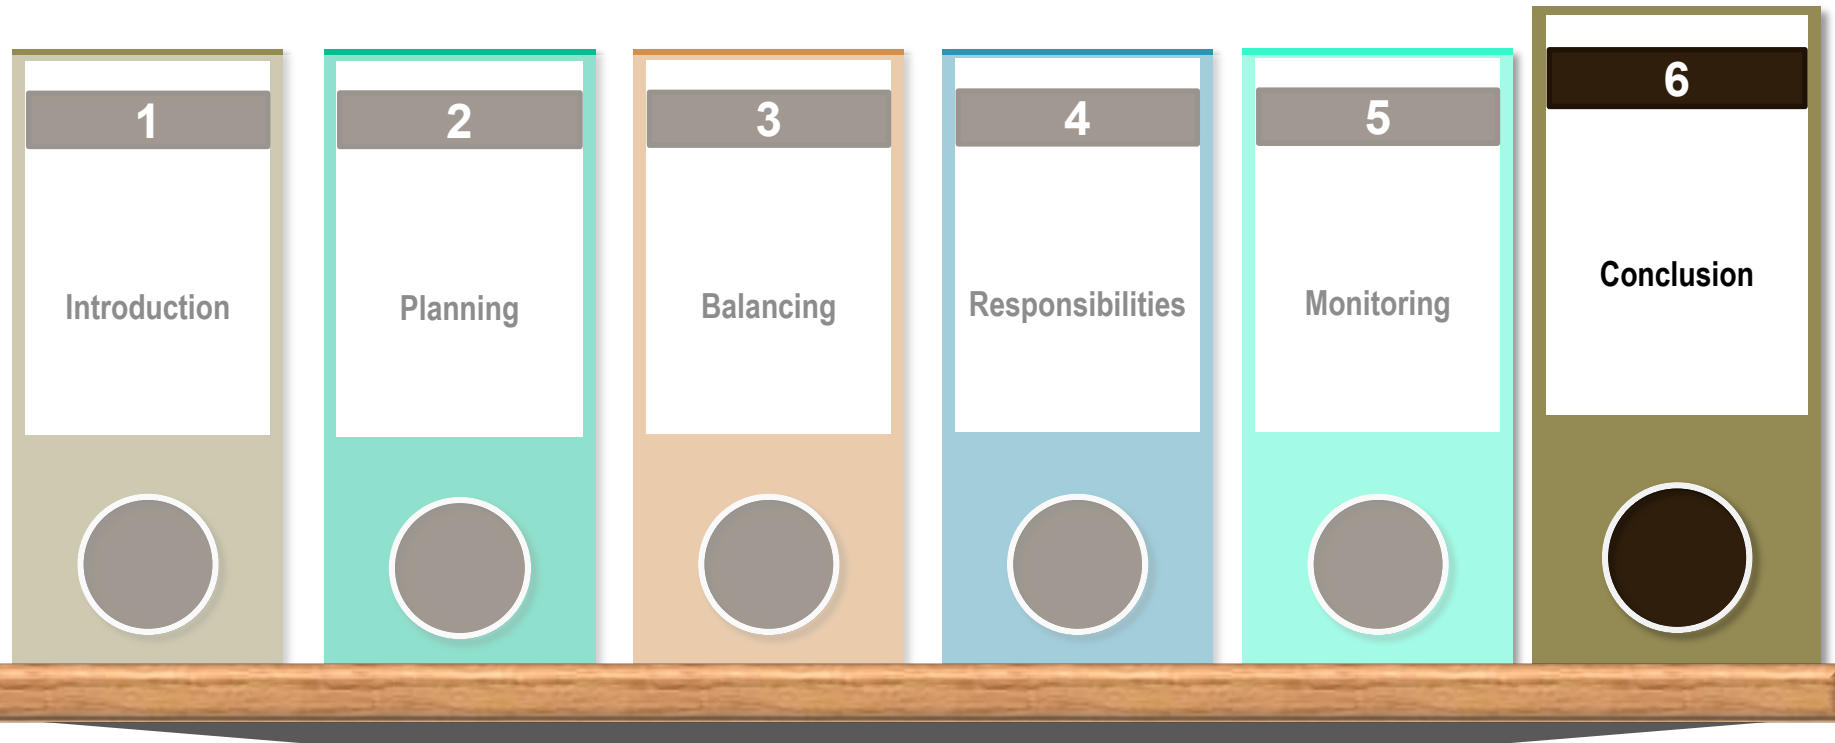 1
Introduction
2
Planning
3
Balancing
4
Responsibilities
5
Monitoring
6
Conclusion